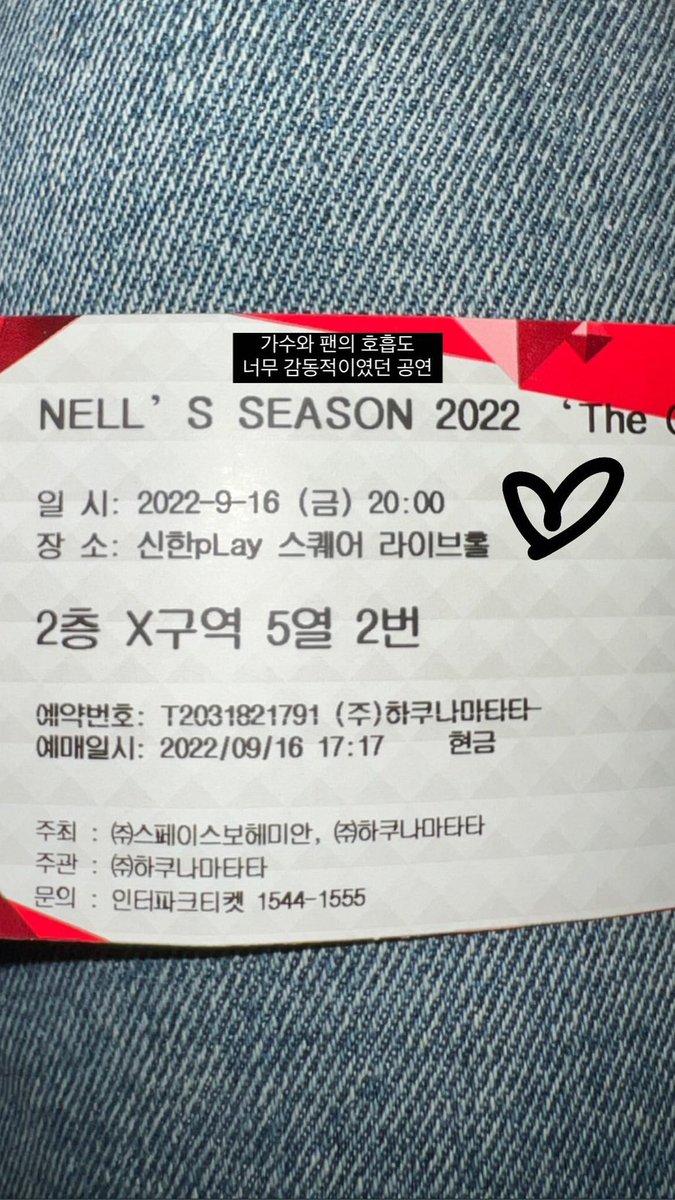 가수와 팬의 호흡도
너무 감동적이였던 공연
NELL'S SEASON 2022 'The
일 시: 2022-9-16 (금) 20:00
장 소: 신한pLay 스퀘어 라이브홀
2층 X구역 5열 2번
예약번호: T2031821791 (주)하쿠나마타타
예매일시: 2022/09/16 17:17 현금
주최 : ㈜스페이스보헤미안, ㈜하쿠나마타타
주관 : ㈜하쿠나마타타
문의 : 인터파크티켓 1544-1555